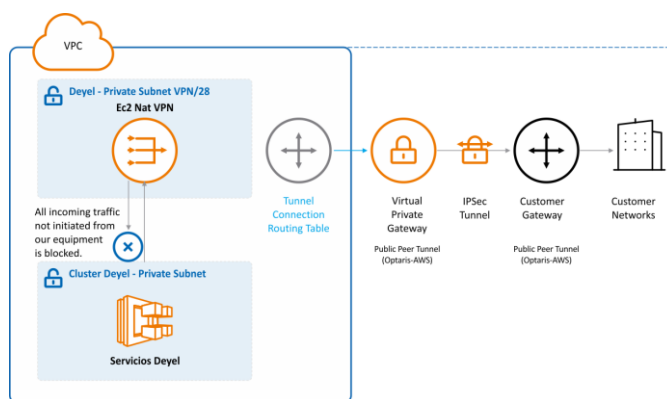 VPC
Deyel - Private Subnet VPN/28
Ec2 Nat VPN
All incoming traffic
not initiated from
our equipment
is blocked.
Cluster Deyel - Private Subnet
Servicios Deyel
Tunnel
Connection
Routing Table
Virtual
Private
Gateway
Public Peer Tunnel
(Optaris-AWS)
IPSec
Tunnel
Customer
Gateway
Public Peer Tunnel
(Optaris-AWS)
Customer
Networks